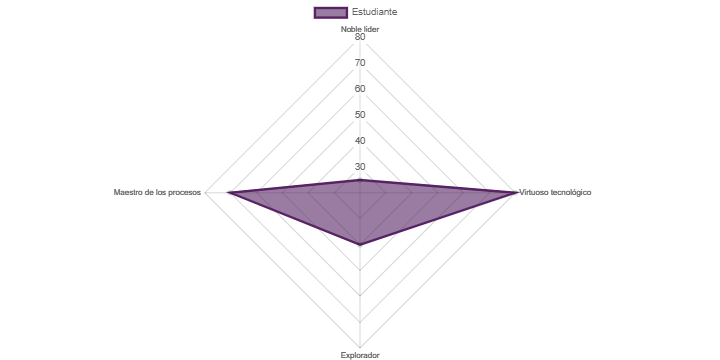 Estudiante
Noble líder
80
70
60
50
40
30
Maestro de los procesos
Virtuoso tecnológico
Explorador